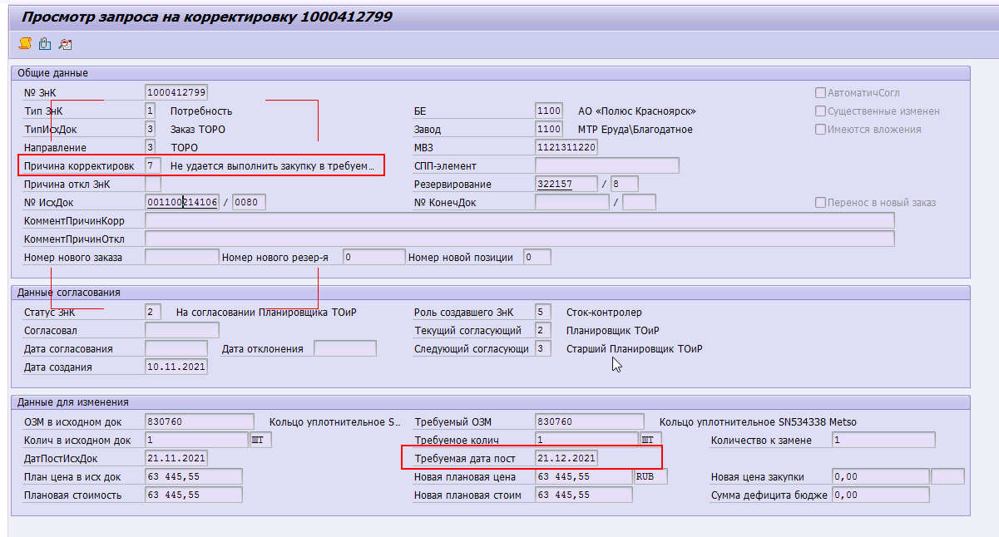 Просмотр запроса на корректировку 1000412799
Общие данные
№ ЗнК 1000412799 АвтоматичСогл
Тип ЗнК 1 Потребность БЕ 1100 АО «Полюс Красноярск» Существенные изменен
ТипИсхДок 3 Заказ ТОРО Завод 1100 МТР Еруда\Благодатное Имеются вложения
Направление 3 ТОРО МВЗ 1121311220
Причина корректировк 7 Не удается выполнить закупку в требуем… СПП-элемент
Причина откл ЗнК Резервирование 322157 / 8
№ ИсхДок 001100214106 / 0080 № КонечДок / Перенос в новый заказ
КомментПричинКорр
КомментПричинОткл
Номер нового заказа Номер нового резер-я 0 Номер новой позиции 0
Данные согласования
Статус ЗнК 2 На согласовании Планировщика ТОиР Роль создавшего ЗнК 5 Сток-контролер
Согласовал Текущий согласующий 2 Планировщик ТОиР
Дата согласования Дата отклонения Следующий согласующи 3 Старший Планировщик ТОиР
Дата создания 10.11.2021
Данные для изменения
ОЗМ в исходном док 830760 Кольцо уплотнительное S… Требуемый ОЗМ 830760 Кольцо уплотнительное SN534338 Metso
Колич в исходном док 1 ШТ Требуемое колич 1 ШТ Количество к замене 1
ДатПостИсхДок 21.11.2021 Требуемая дата пост 21.12.2021
План цена в исх док 63 445,55 Новая плановая цена 63 445,55 RUB Новая цена закупки 0,00
Плановая стоимость 63 445,55 Новая плановая стоим 63 445,55 Сумма дефицита бюдже 0,00